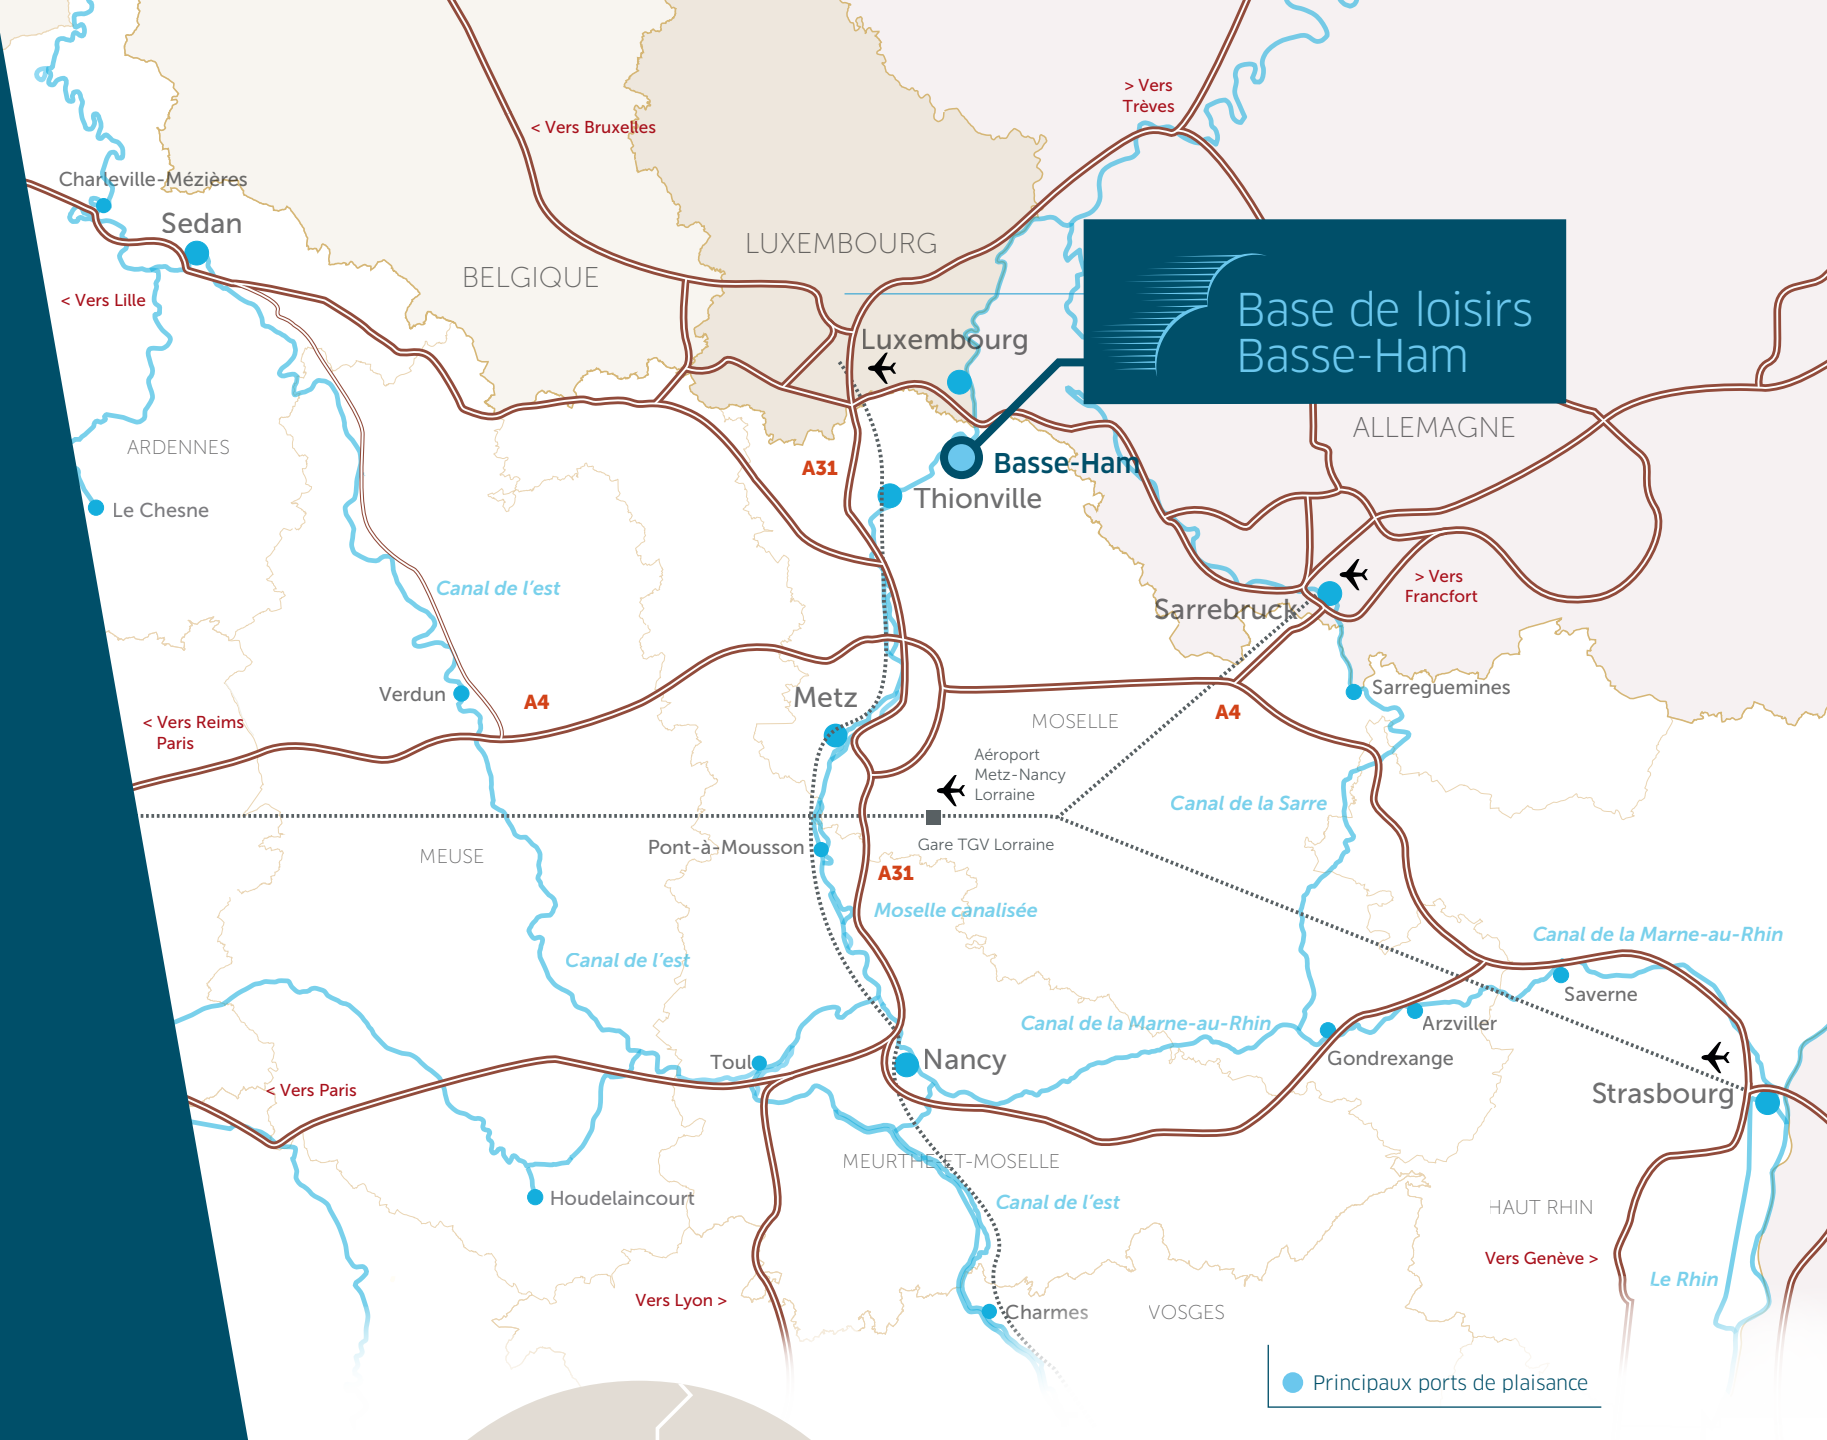 > Vers
Trèves
< Vers Bruxelles
Charleville-Mézières
Sedan
LUXEMBOURG
BELGIQUE
< Vers Lille
Base de loisirs
Basse-Ham
Luxembourg
ALLEMAGNE
ARDENNES
A31
Basse-Ham
Thionville
Le Chesne
Canal de l'est
> Vers
Francfort
Sarrebruck
Verdun
A4
Metz
Sarreguemines
< Vers Reims
Paris
MOSELLE
A4
Aéroport
Metz-Nancy
Lorraine
Canal de la Sarre
Pont-à-Mousson
Gare TGV Lorraine
MEUSE
A31
Moselle canalisée
Canal de la Marne-au-Rhin
Canal de l'est
Saverne
Canal de la Marne-au-Rhin
Arzviller
Toul
Nancy
Gondrexange
< Vers Paris
Strasbourg
MEURTHE-ET-MOSELLE
Houdelaincourt
Canal de l'est
HAUT RHIN
Vers Genève >
Le Rhin
Vers Lyon >
Charmes
VOSGES
Principaux ports de plaisance